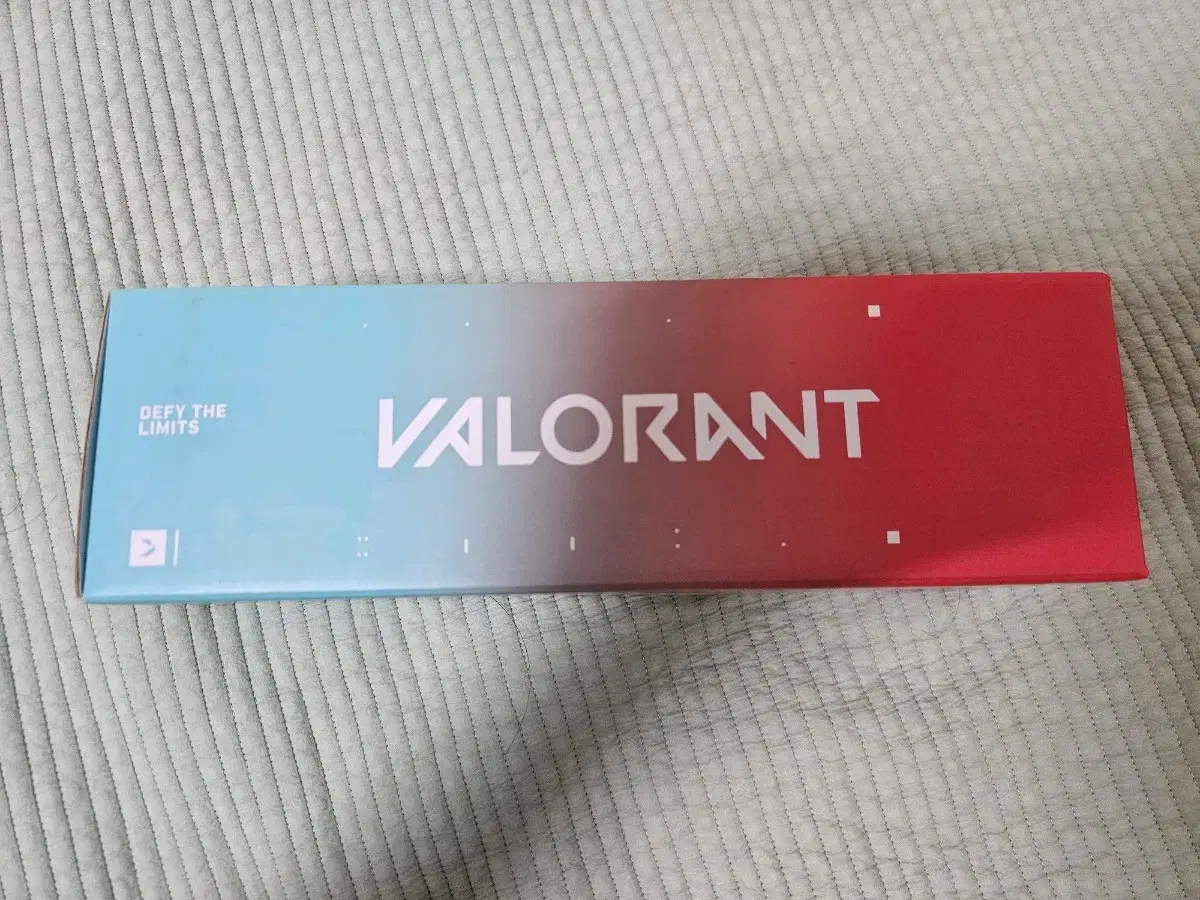 DEFY THE
LIMITS
VALORANT